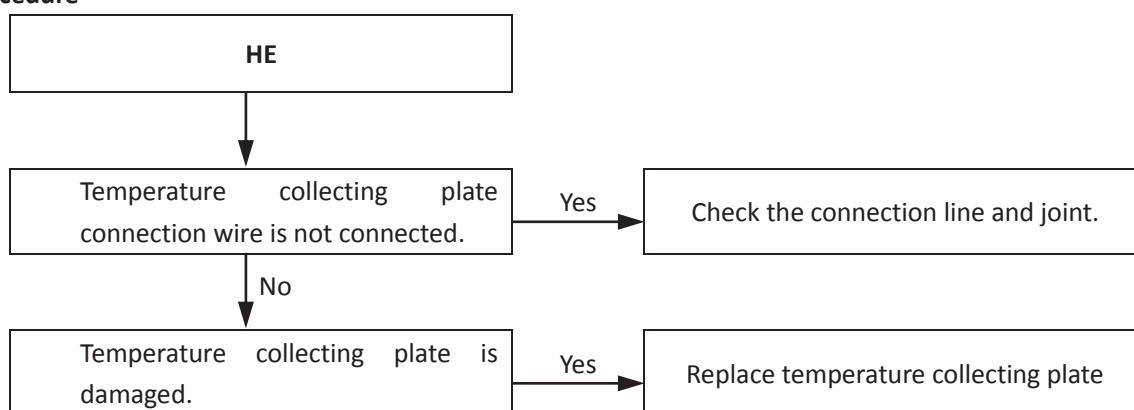 HE
Temperature collecting plate
connection wire is not connected.
Yes
Check the connection line and joint.
No
Temperature collecting plate is
damaged.
Yes
Replace temperature collecting plate